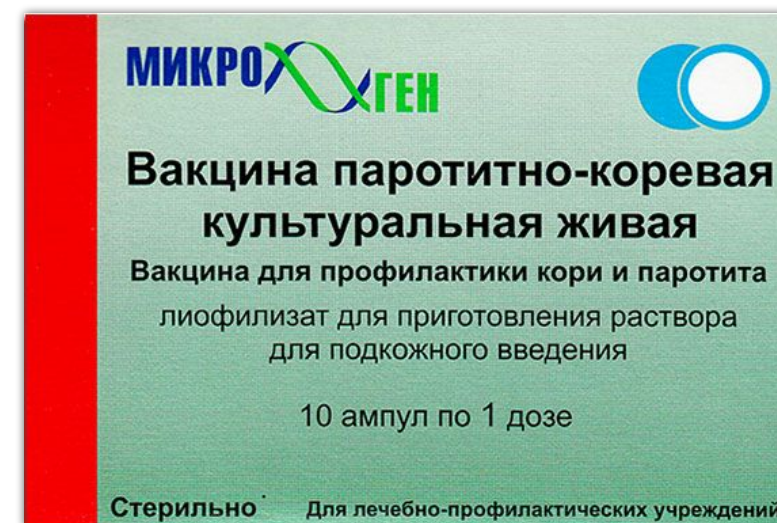 МИКРОГЕН
Вакцина паротитно-коревая
культуральная живая
Вакцина для профилактики кори и паротита
лиофилизат для приготовления раствора
для подкожного введения
10 ампул по 1 дозе
Стерильно Для лечебно-профилактических учреждений